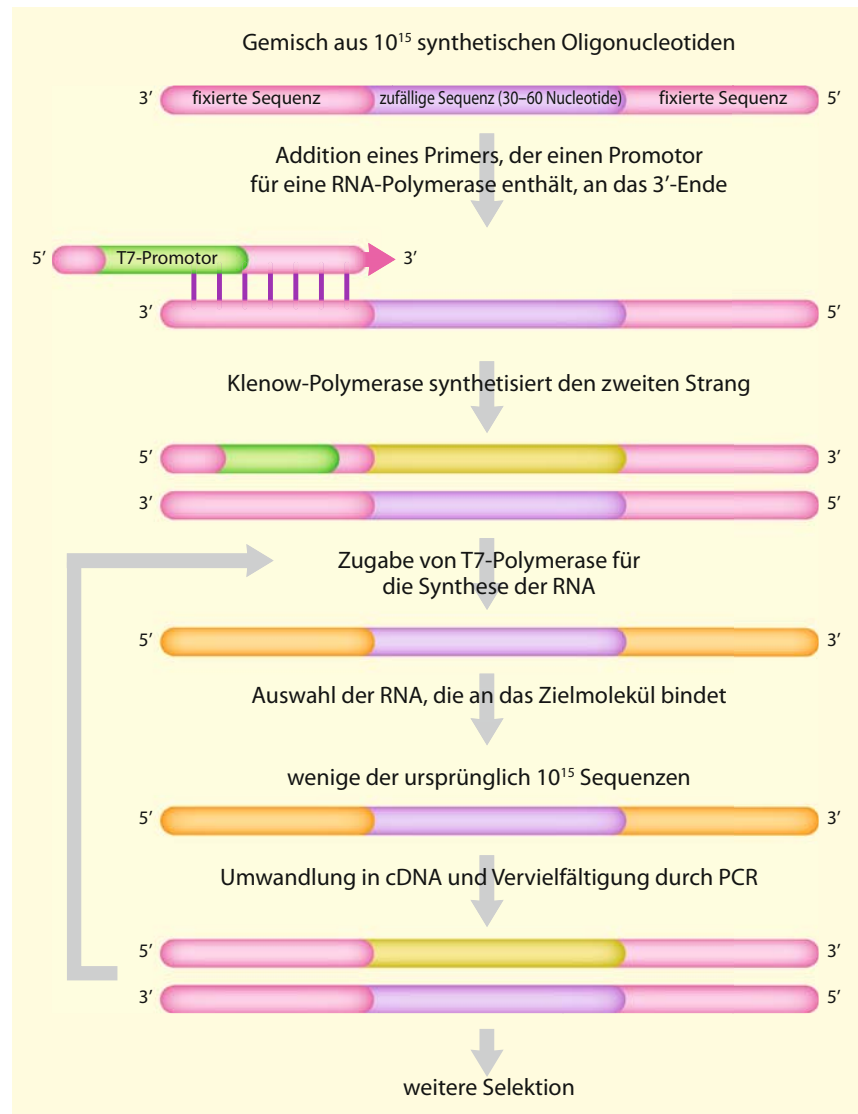 Gemisch aus 10¹⁵ synthetischen Oligonucleotiden
3′ fixierte Sequenz zufällige Sequenz (30–60 Nucleotide) fixierte Sequenz 5′
Addition eines Primers, der einen Promotor
für eine RNA-Polymerase enthält, an das 3′-Ende
5′ T7-Promotor 3′
3′ 5′
Klenow-Polymerase synthetisiert den zweiten Strang
5′ 3′
3′ 5′
Zugabe von T7-Polymerase für
die Synthese der RNA
5′ 3′
Auswahl der RNA, die an das Zielmolekül bindet
wenige der ursprünglich 10¹⁵ Sequenzen
5′ 3′
Umwandlung in cDNA und Vervielfältigung durch PCR
5′ 3′
3′ 5′
weitere Selektion